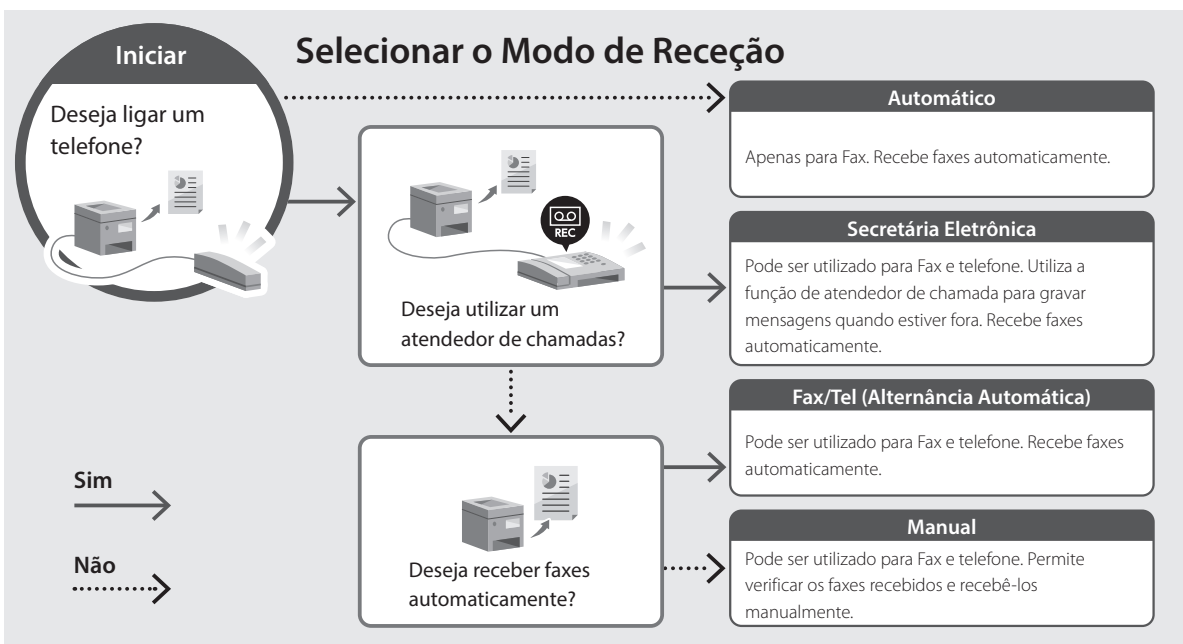 Iniciar
Selecionar o Modo de Receção
Deseja ligar um
telefone?
Automático
Apenas para Fax. Recebe faxes automaticamente.
REC
Deseja utilizar um
atendedor de chamadas?
Secretária Eletrônica
Pode ser utilizado para Fax e telefone. Utiliza a
função de atendedor de chamada para gravar
mensagens quando estiver fora. Recebe faxes
automaticamente.
Fax/Tel (Alternância Automática)
Pode ser utilizado para Fax e telefone. Recebe faxes
automaticamente.
Deseja receber faxes
automaticamente?
Manual
Pode ser utilizado para Fax e telefone. Permite
verificar os faxes recebidos e recebê-los
manualmente.
Sim
Não